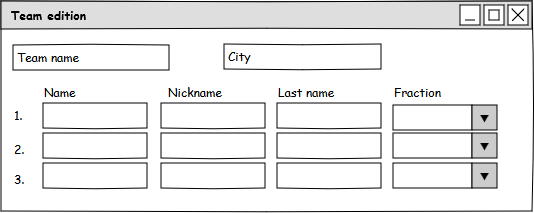 Team edition
Team name City
Name Nickname Last name Fraction
1.
2.
3.